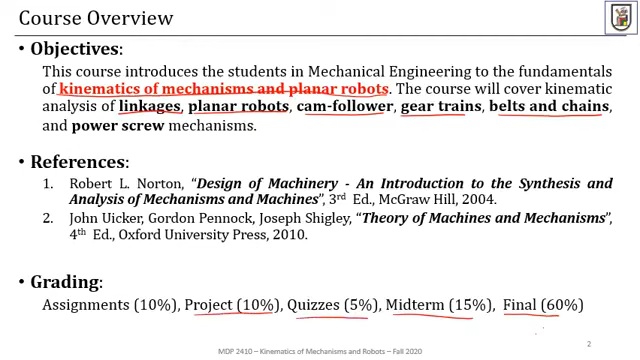 Course Overview
• Objectives:
This course introduces the students in Mechanical Engineering to the fundamentals
of kinematics of mechanisms and planar robots. The course will cover kinematic
analysis of linkages, planar robots, cam-follower, gear trains, belts and chains,
and power screw mechanisms.
• References:
1. Robert L. Norton, “Design of Machinery - An Introduction to the Synthesis and
Analysis of Mechanisms and Machines”, 3rd Ed., McGraw Hill, 2004.
2. John Uicker, Gordon Pennock, Joseph Shigley, “Theory of Machines and Mechanisms”,
4th Ed., Oxford University Press, 2010.
• Grading:
Assignments (10%), Project (10%), Quizzes (5%), Midterm (15%), Final (60%)
2
MDP 2410 – Kinematics of Mechanisms and Robots – Fall 2020